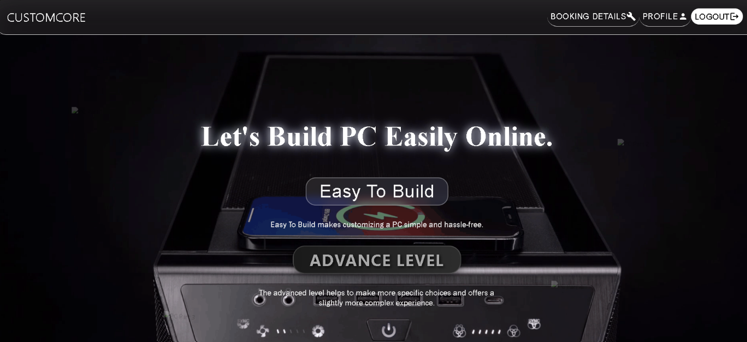 CUSTOMCORE
BOOKING DETAILS
PROFILE
LOGOUT
Let's Build PC Easily Online.
Easy To Build
Easy To Build makes customizing a PC simple and hassle-free.
ADVANCE LEVEL
The advanced level helps to make more specific choices and offers a
slightly more complex experience.